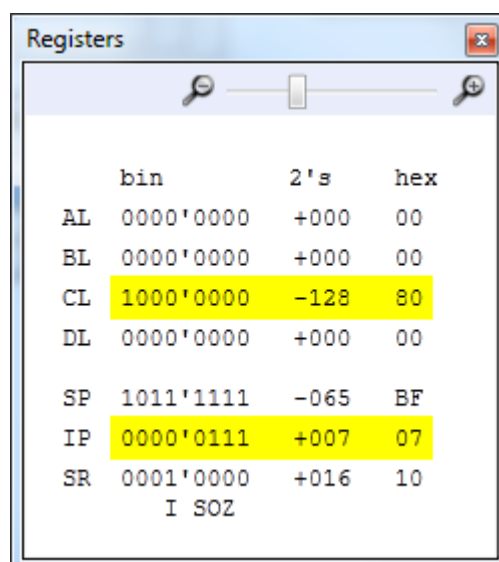 Registers
bin 2's hex
AL 0000'0000 +000 00
BL 0000'0000 +000 00
CL 1000'0000 -128 80
DL 0000'0000 +000 00
SP 1011'1111 -065 BF
IP 0000'0111 +007 07
SR 0001'0000 +016 10
I SOZ